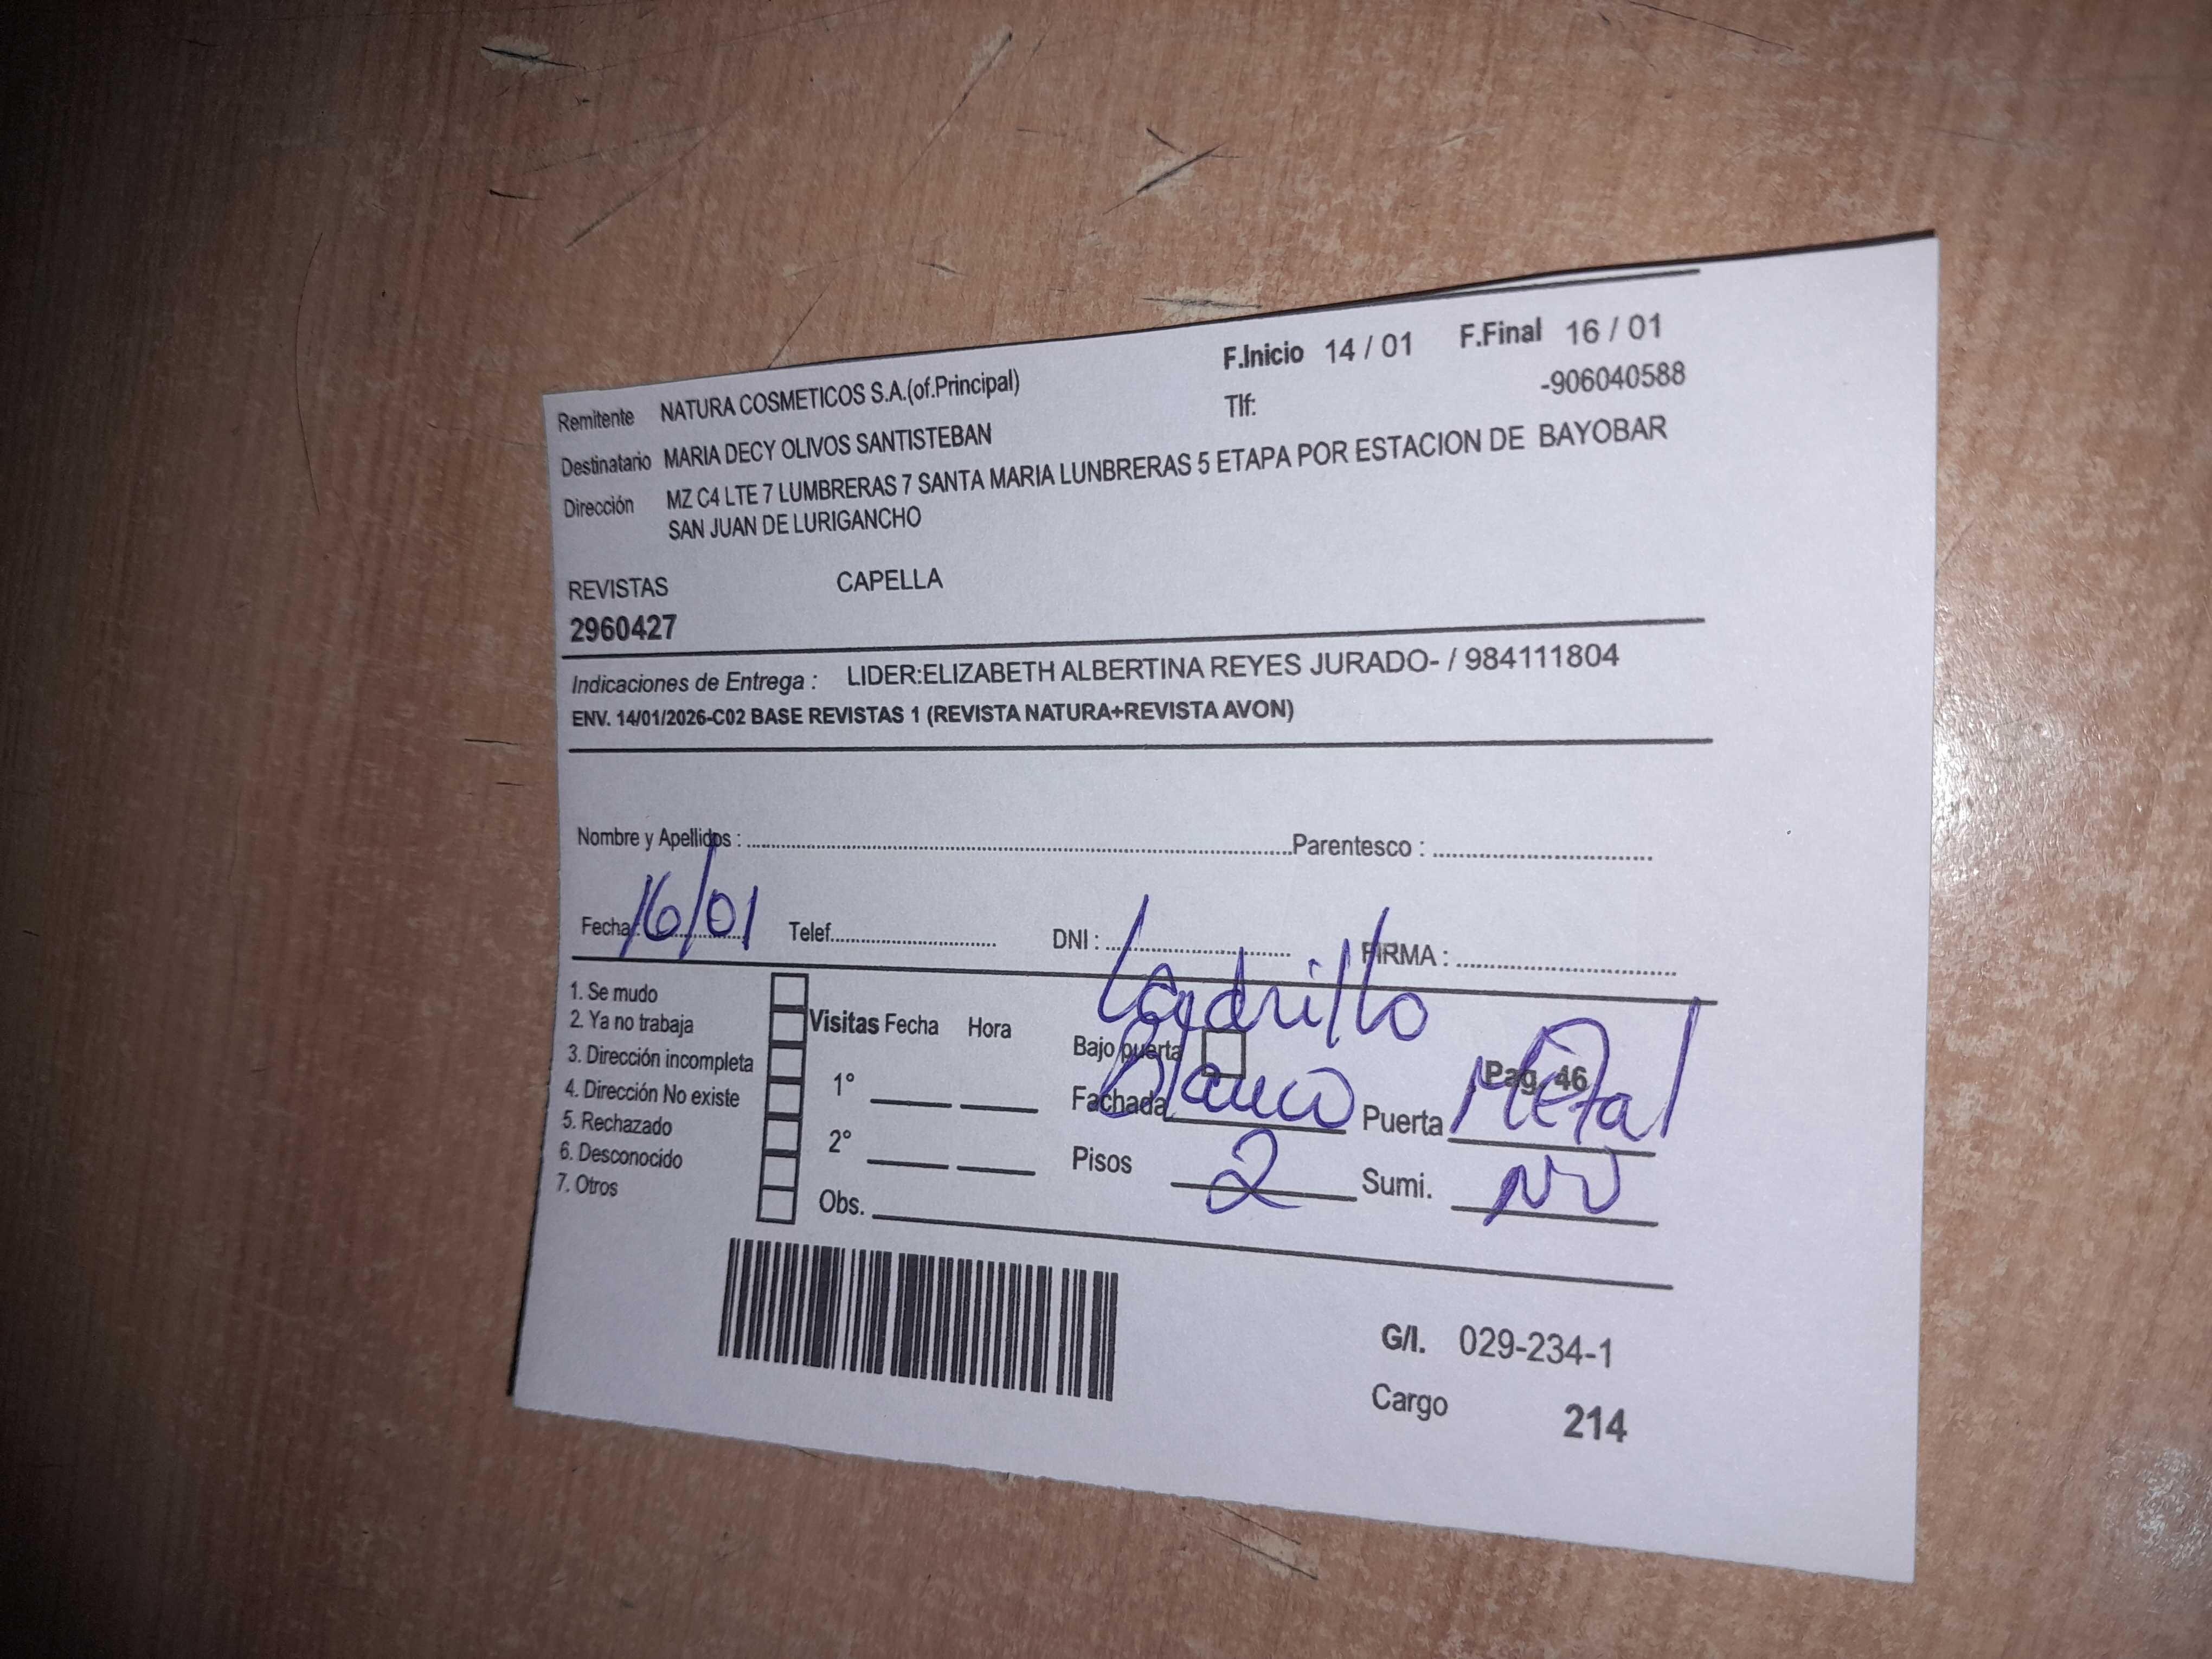 F.Inicio 14 / 01 F.Final 16 / 01
Remitente NATURA COSMETICOS S.A.(of.Principal)
Tlf: -906040588
Destinatario MARIA DECY OLIVOS SANTISTEBAN
Dirección MZ C4 LTE 7 LUMBRERAS 7 SANTA MARIA LUNBRERAS 5 ETAPA POR ESTACION DE BAYOBAR
SAN JUAN DE LURIGANCHO
REVISTAS CAPELLA
2960427
Indicaciones de Entrega : LIDER:ELIZABETH ALBERTINA REYES JURADO- / 984111804
ENV. 14/01/2026-C02 BASE REVISTAS 1 (REVISTA NATURA+REVISTA AVON)
Nombre y Apellidos : Parentesco :
Fecha: 16/01 Telef. DNI : FIRMA :
1. Se mudo
2. Ya no trabaja
3. Dirección incompleta
4. Dirección No existe
5. Rechazado
6. Desconocido
7. Otros
Visitas Fecha Hora
1°
2°
Obs.
Ladrillo
Bajo puerta Pag. 46
Fachada Blanco Puerta Metal
Pisos 2 Sumi. NO
G/I. 029-234-1
Cargo 214